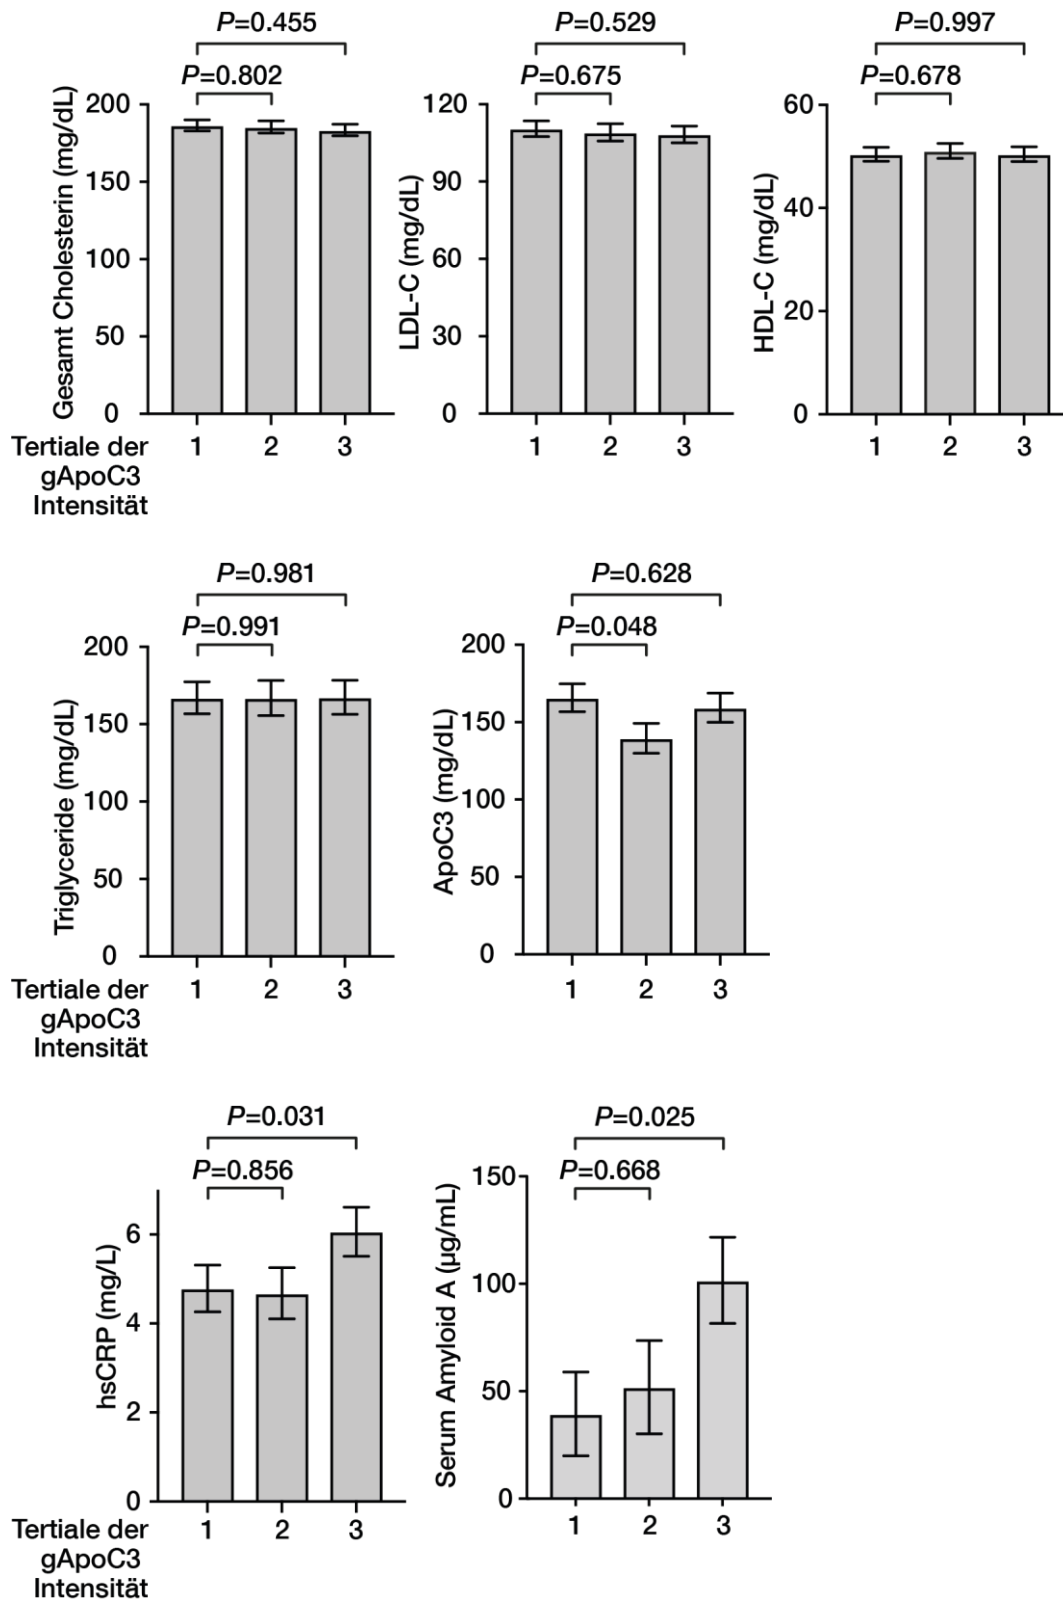 P=0.455
P=0.802
Gesamt Cholesterin (mg/dL)
200
150
100
50
0
1 2 3
Tertiale der
gApoC3
Intensität
P=0.529
P=0.675
LDL-C (mg/dL)
120
90
60
30
0
1 2 3
P=0.997
P=0.678
HDL-C (mg/dL)
60
40
20
0
1 2 3
P=0.981
P=0.991
Triglyceride (mg/dL)
200
150
100
50
0
1 2 3
Tertiale der
gApoC3
Intensität
P=0.628
P=0.048
ApoC3 (mg/dL)
200
150
100
50
0
1 2 3
P=0.031
P=0.856
hsCRP (mg/L)
6
4
2
0
1 2 3
Tertiale der
gApoC3
Intensität
P=0.025
P=0.668
Serum Amyloid A (µg/mL)
150
100
50
0
1 2 3